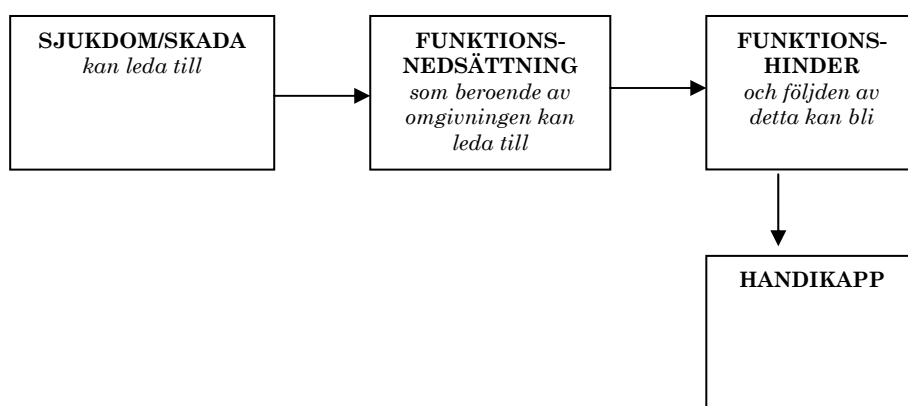 SJUKDOM/SKADA
kan leda till
FUNKTIONS-
NEDSÄTTNING
som beroende av
omgivningen kan
leda till
FUNKTIONS-
HINDER
och följden av
detta kan bli
HANDIKAPP